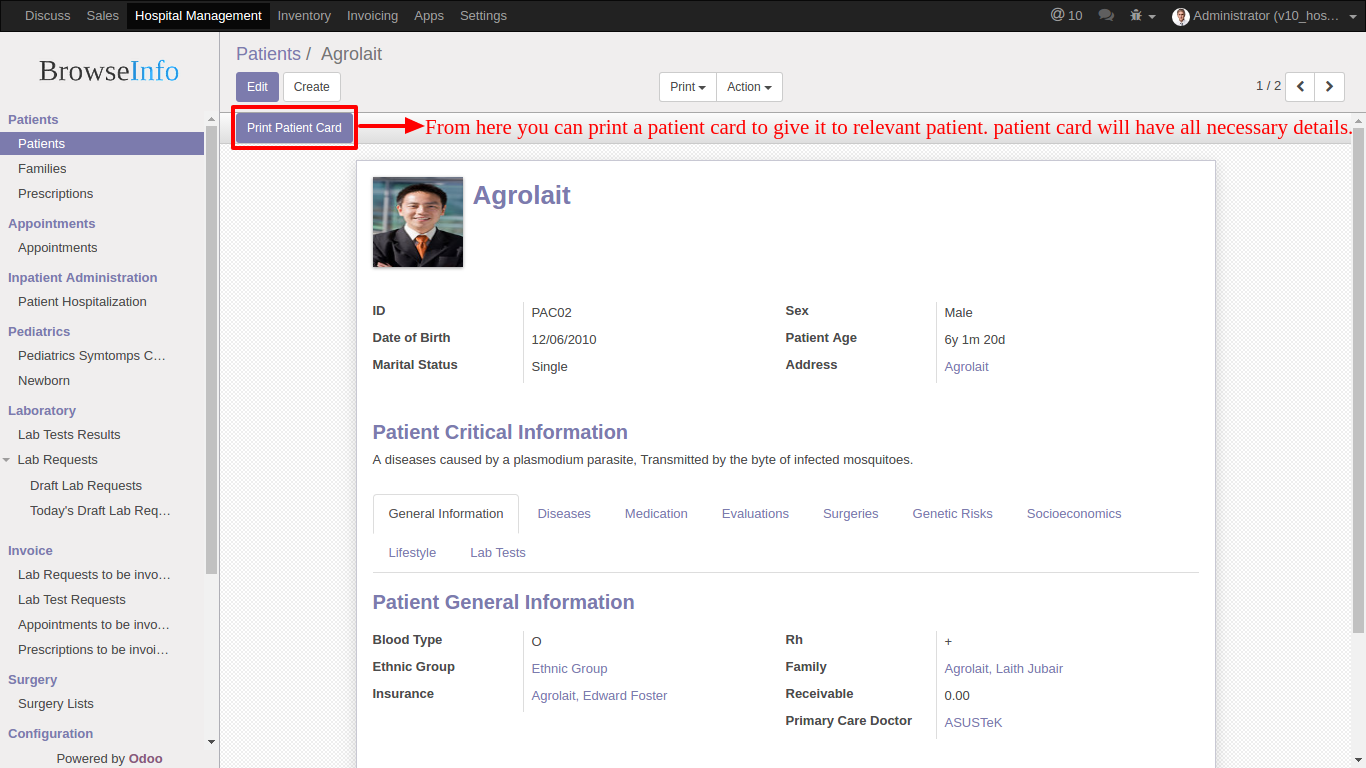 Discuss Sales Hospital Management Inventory Invoicing Apps Settings @ 10 Administrator (v10_hos...
BrowseInfo
Patients / Agrolait
Edit Create Print Action 1 / 2
Print Patient Card From here you can print a patient card to give it to relevant patient. patient card will have all necessary details.
Patients
Patients
Families
Prescriptions
Appointments
Appointments
Inpatient Administration
Patient Hospitalization
Pediatrics
Pediatrics Symtomps C...
Newborn
Laboratory
Lab Tests Results
Lab Requests
Draft Lab Requests
Today's Draft Lab Req...
Invoice
Lab Requests to be invo...
Lab Test Requests
Appointments to be invo...
Prescriptions to be invoi...
Surgery
Surgery Lists
Configuration
Powered by Odoo
Agrolait
ID PAC02 Sex Male
Date of Birth 12/06/2010 Patient Age 6y 1m 20d
Marital Status Single Address Agrolait
Patient Critical Information
A diseases caused by a plasmodium parasite, Transmitted by the byte of infected mosquitoes.
General Information Diseases Medication Evaluations Surgeries Genetic Risks Socioeconomics
Lifestyle Lab Tests
Patient General Information
Blood Type O Rh +
Ethnic Group Ethnic Group Family Agrolait, Laith Jubair
Insurance Agrolait, Edward Foster Receivable 0.00
Primary Care Doctor ASUSTeK